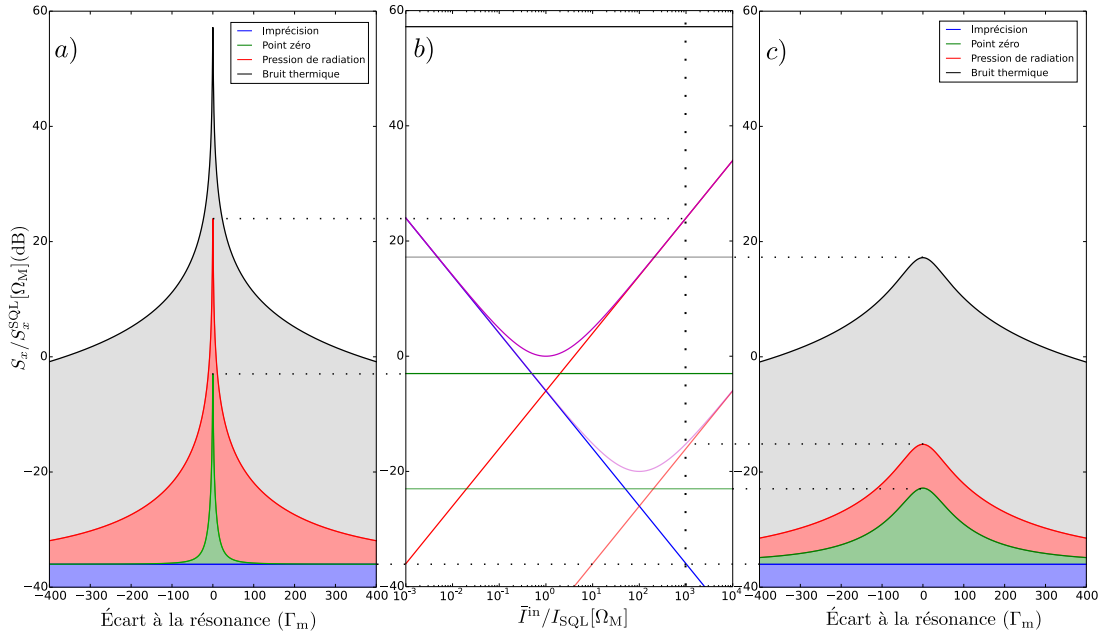 a)
Imprécision
Point zéro
Pression de radiation
Bruit thermique
60
40
20
0
−20
−40
S_x/S_x^SQL[Ω_M](dB)
−400 −300 −200 −100 0 100 200 300 400
Écart à la résonance (Γ_m)
b)
60
40
20
0
−20
−40
10^−3 10^−2 10^−1 10^0 10^1 10^2 10^3 10^4
Ī^in/I_SQL[Ω_M]
c)
Imprécision
Point zéro
Pression de radiation
Bruit thermique
60
40
20
0
−20
−40
−400 −300 −200 −100 0 100 200 300 400
Écart à la résonance (Γ_m)